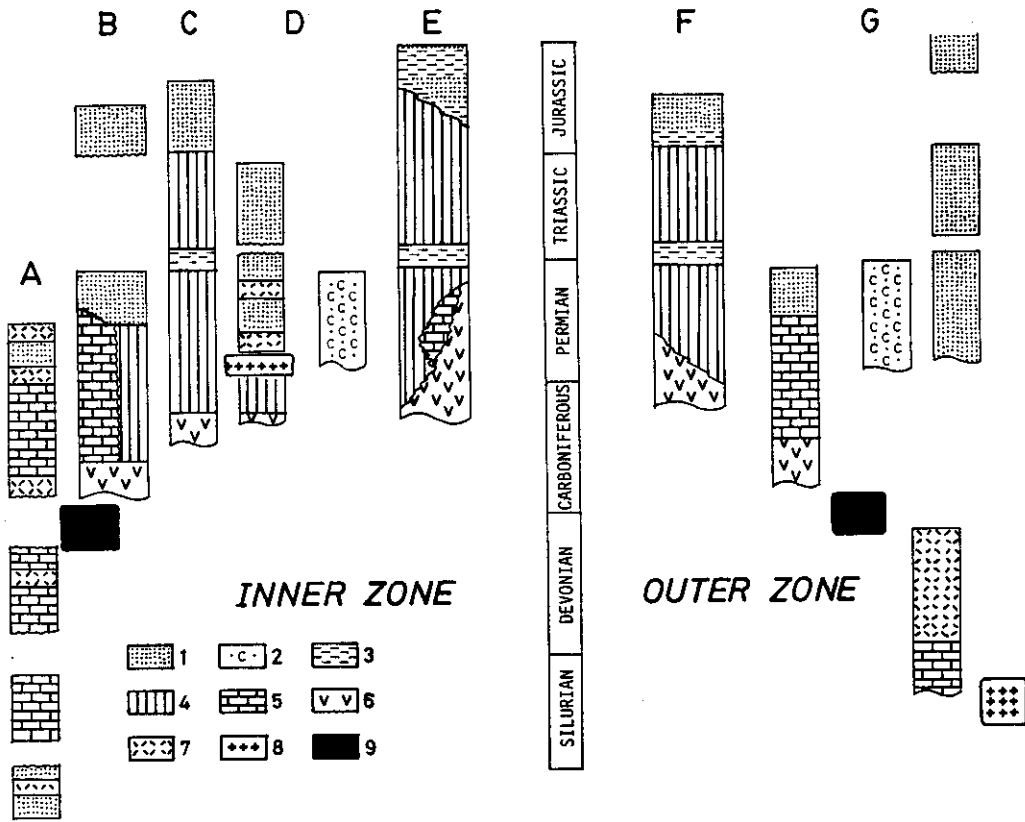 A B C D E F G
JURASSIC
TRIASSIC
PERMIAN
CARBONIFEROUS
DEVONIAN
SILURIAN
INNER ZONE
OUTER ZONE
1 2 3
4 5 6
7 8 9